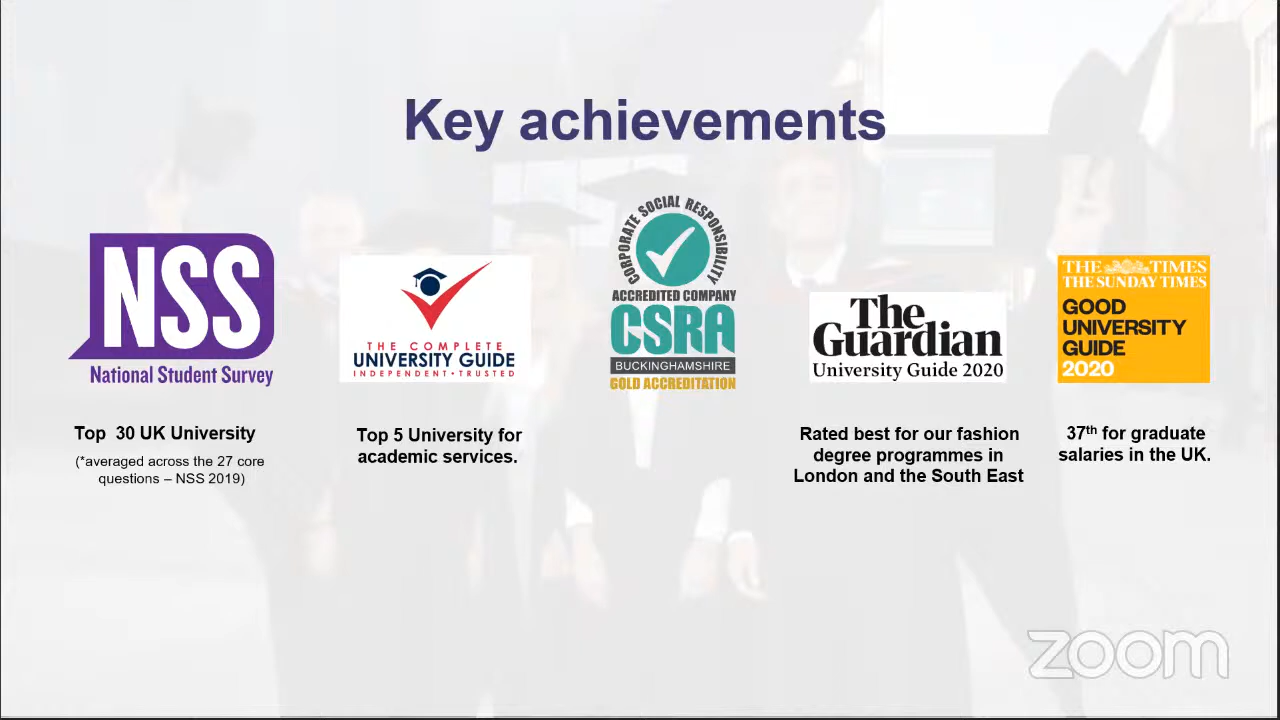 Key achievements
NSS
National Student Survey
Top 30 UK University
(*averaged across the 27 core
questions – NSS 2019)
THE COMPLETE
UNIVERSITY GUIDE
INDEPENDENT • TRUSTED
Top 5 University for
academic services.
CORPORATE SOCIAL RESPONSIBILITY
ACCREDITED COMPANY
CSRA
BUCKINGHAMSHIRE
GOLD ACCREDITATION
The
Guardian
University Guide 2020
Rated best for our fashion
degree programmes in
London and the South East
THE TIMES
THE SUNDAY TIMES
GOOD
UNIVERSITY
GUIDE
2020
37th for graduate
salaries in the UK.
zoom